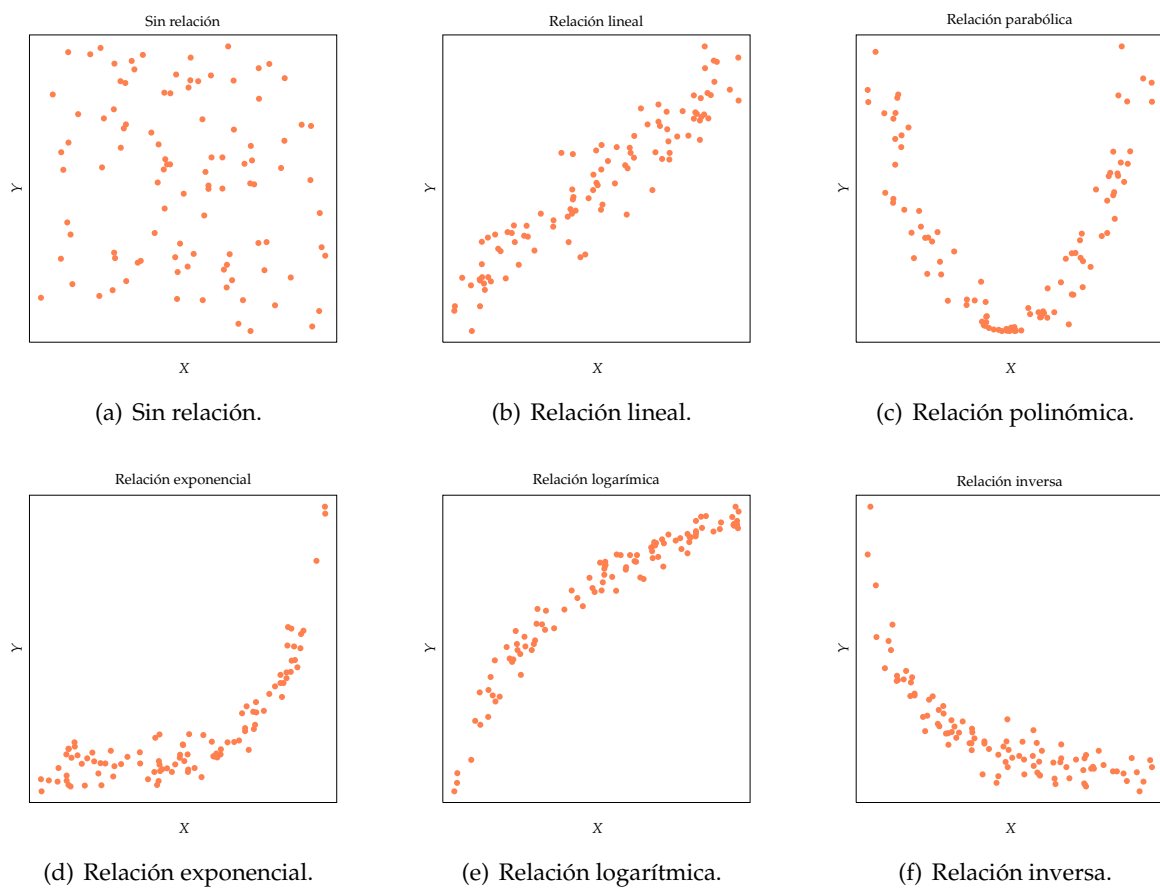 Sin relación
Y
X
(a) Sin relación.
Relación lineal
Y
X
(b) Relación lineal.
Relación parabólica
Y
X
(c) Relación polinómica.
Relación exponencial
Y
X
(d) Relación exponencial.
Relación logarímica
Y
X
(e) Relación logarítmica.
Relación inversa
Y
X
(f) Relación inversa.